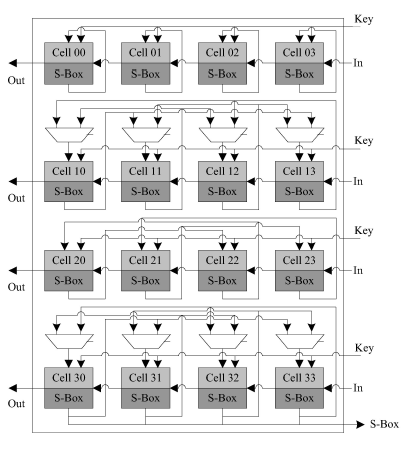 Key
Cell 00 Cell 01 Cell 02 Cell 03
In
S-Box S-Box S-Box S-Box
Out
Key
Cell 10 Cell 11 Cell 12 Cell 13
In
S-Box S-Box S-Box S-Box
Out
Key
Cell 20 Cell 21 Cell 22 Cell 23
In
S-Box S-Box S-Box S-Box
Out
Key
Cell 30 Cell 31 Cell 32 Cell 33
In
S-Box S-Box S-Box S-Box
Out
S-Box